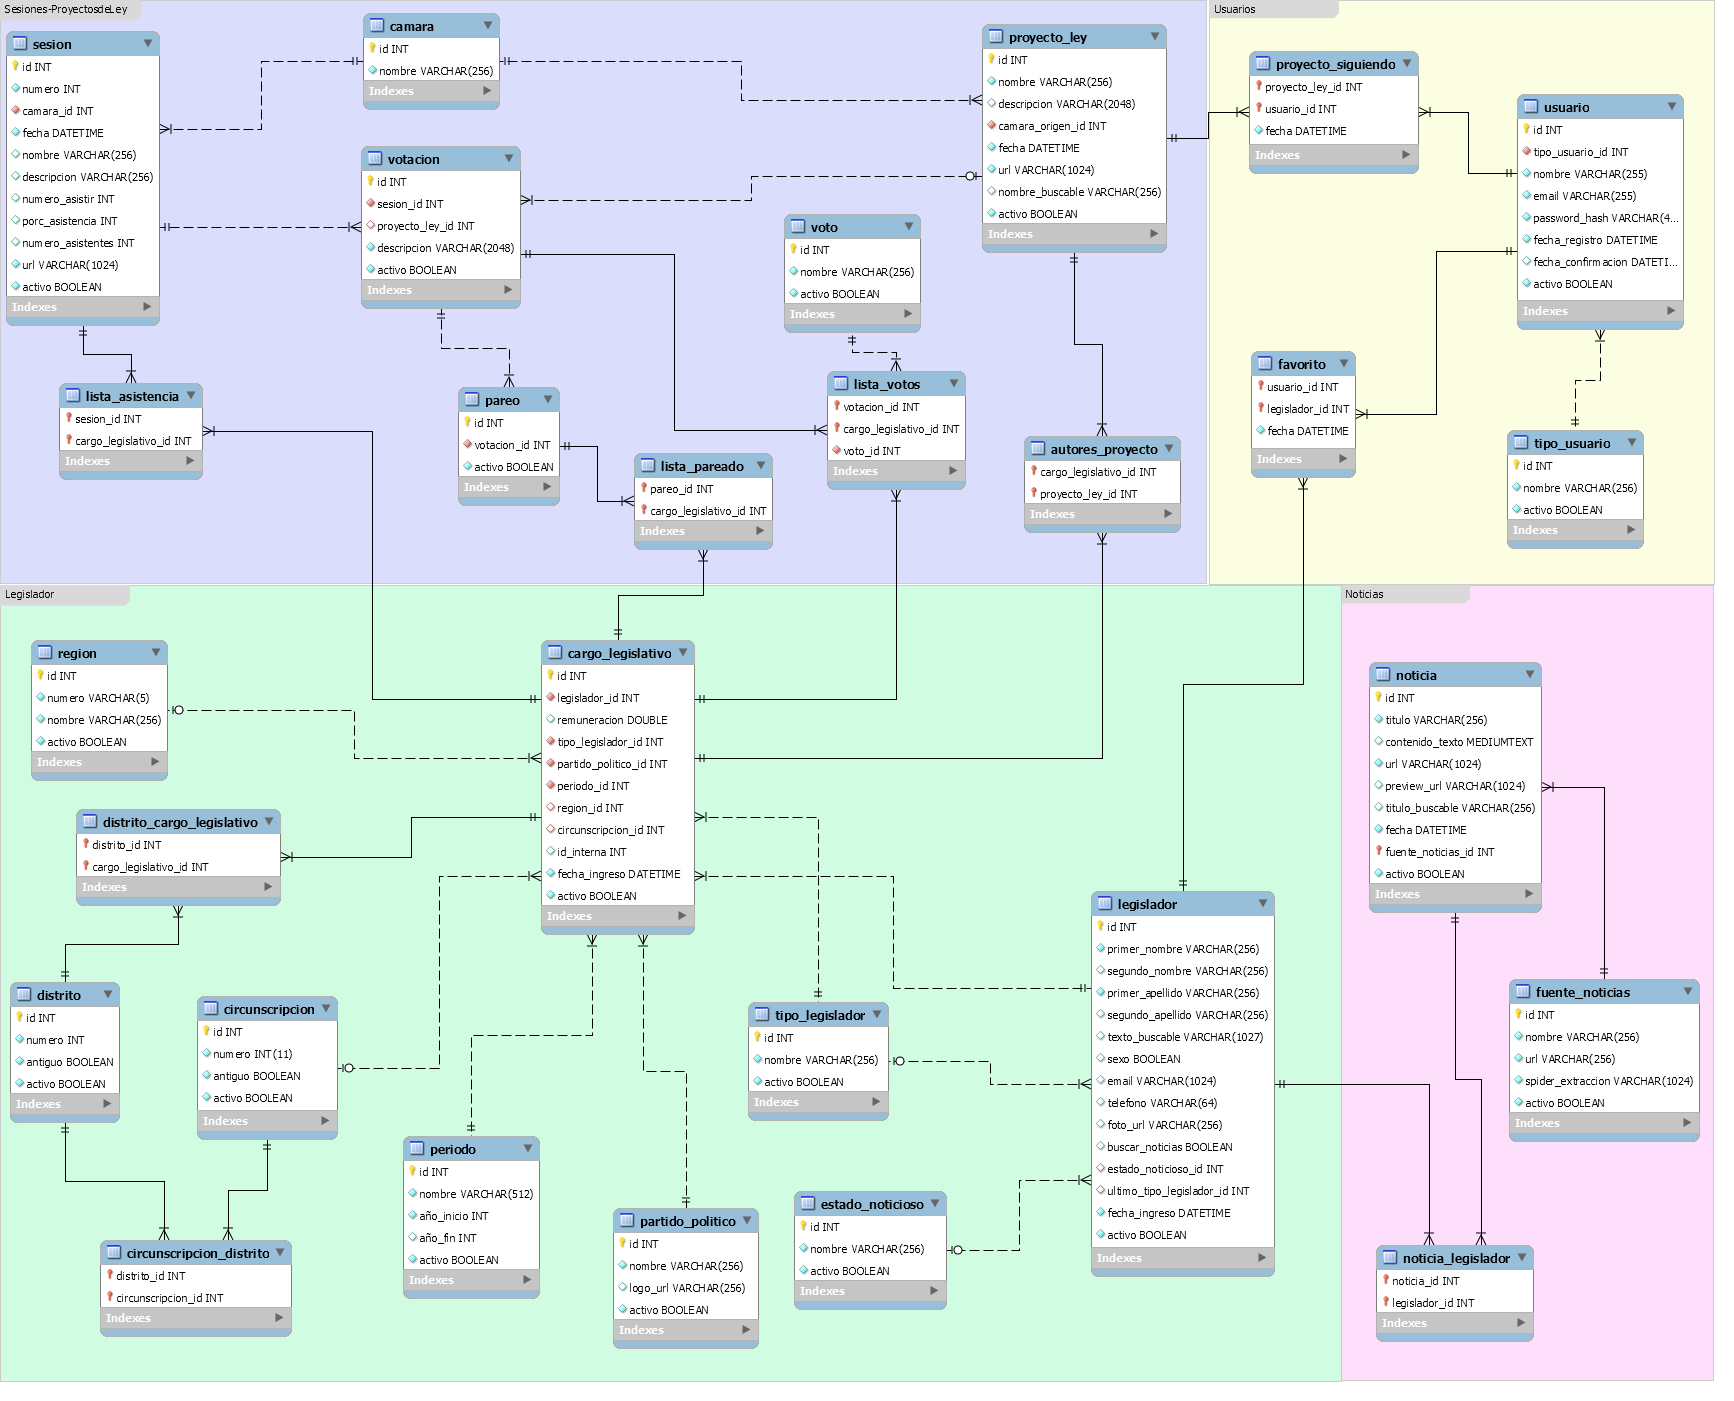 Sesiones-ProyectosdeLey
sesion
id INT
numero INT
camara_id INT
fecha DATETIME
nombre VARCHAR(256)
descripcion VARCHAR(256)
numero_asistir INT
porc_asistencia INT
numero_asistentes INT
url VARCHAR(1024)
activo BOOLEAN
Indexes
camara
id INT
nombre VARCHAR(256)
Indexes
votacion
id INT
sesion_id INT
proyecto_ley_id INT
descripcion VARCHAR(2048)
activo BOOLEAN
Indexes
proyecto_ley
id INT
nombre VARCHAR(256)
descripcion VARCHAR(2048)
camara_origen_id INT
fecha DATETIME
url VARCHAR(1024)
nombre_buscable VARCHAR(256)
activo BOOLEAN
Indexes
voto
id INT
nombre VARCHAR(256)
activo BOOLEAN
Indexes
lista_asistencia
sesion_id INT
cargo_legislativo_id INT
Indexes
pareo
id INT
votacion_id INT
activo BOOLEAN
Indexes
lista_pareado
pareo_id INT
cargo_legislativo_id INT
Indexes
lista_votos
votacion_id INT
cargo_legislativo_id INT
voto_id INT
Indexes
autores_proyecto
cargo_legislativo_id INT
proyecto_ley_id INT
Indexes
Usuarios
proyecto_siguiendo
proyecto_ley_id INT
usuario_id INT
fecha DATETIME
Indexes
usuario
id INT
tipo_usuario_id INT
nombre VARCHAR(255)
email VARCHAR(255)
password_hash VARCHAR(4...
fecha_registro DATETIME
fecha_confirmacion DATETI...
activo BOOLEAN
Indexes
favorito
usuario_id INT
legislador_id INT
fecha DATETIME
Indexes
tipo_usuario
id INT
nombre VARCHAR(256)
activo BOOLEAN
Indexes
Legislador
region
id INT
numero VARCHAR(5)
nombre VARCHAR(256)
activo BOOLEAN
Indexes
cargo_legislativo
id INT
legislador_id INT
remuneracion DOUBLE
tipo_legislador_id INT
partido_politico_id INT
periodo_id INT
region_id INT
circunscripcion_id INT
id_interna INT
fecha_ingreso DATETIME
activo BOOLEAN
Indexes
distrito_cargo_legislativo
distrito_id INT
cargo_legislativo_id INT
Indexes
distrito
id INT
numero INT
antiguo BOOLEAN
activo BOOLEAN
Indexes
circunscripcion
id INT
numero INT(11)
antiguo BOOLEAN
activo BOOLEAN
Indexes
circunscripcion_distrito
distrito_id INT
circunscripcion_id INT
Indexes
periodo
id INT
nombre VARCHAR(512)
año_inicio INT
año_fin INT
activo BOOLEAN
Indexes
partido_politico
id INT
nombre VARCHAR(256)
logo_url VARCHAR(256)
activo BOOLEAN
Indexes
tipo_legislador
id INT
nombre VARCHAR(256)
activo BOOLEAN
Indexes
estado_noticioso
id INT
nombre VARCHAR(256)
activo BOOLEAN
Indexes
legislador
id INT
primer_nombre VARCHAR(256)
segundo_nombre VARCHAR(256)
primer_apellido VARCHAR(256)
segundo_apellido VARCHAR(256)
texto_buscable VARCHAR(1027)
sexo BOOLEAN
email VARCHAR(1024)
telefono VARCHAR(64)
foto_url VARCHAR(256)
buscar_noticias BOOLEAN
estado_noticioso_id INT
ultimo_tipo_legislador_id INT
fecha_ingreso DATETIME
activo BOOLEAN
Indexes
Noticias
noticia
id INT
titulo VARCHAR(256)
contenido_texto MEDIUMTEXT
url VARCHAR(1024)
preview_url VARCHAR(1024)
titulo_buscable VARCHAR(256)
fecha DATETIME
fuente_noticias_id INT
activo BOOLEAN
Indexes
fuente_noticias
id INT
nombre VARCHAR(256)
url VARCHAR(256)
spider_extraccion VARCHAR(1024)
activo BOOLEAN
Indexes
noticia_legislador
noticia_id INT
legislador_id INT
Indexes